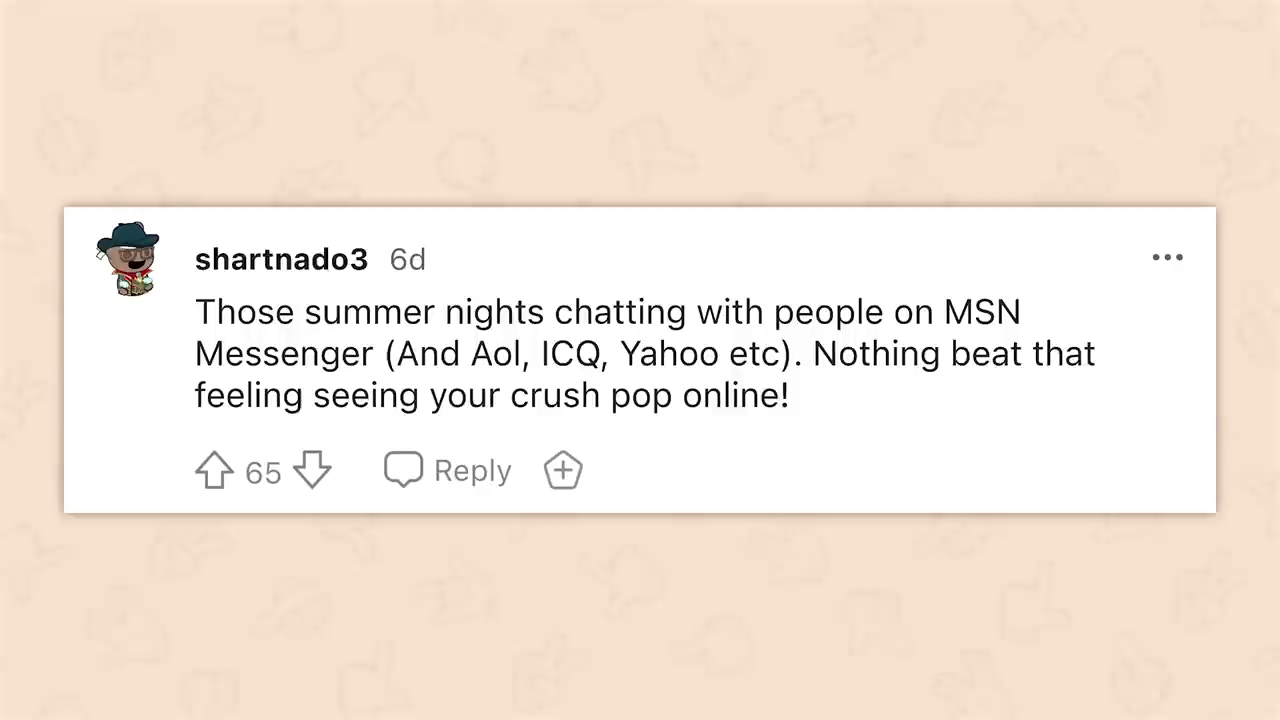 shartnado3 6d
Those summer nights chatting with people on MSN
Messenger (And Aol, ICQ, Yahoo etc). Nothing beat that
feeling seeing your crush pop online!
65 Reply